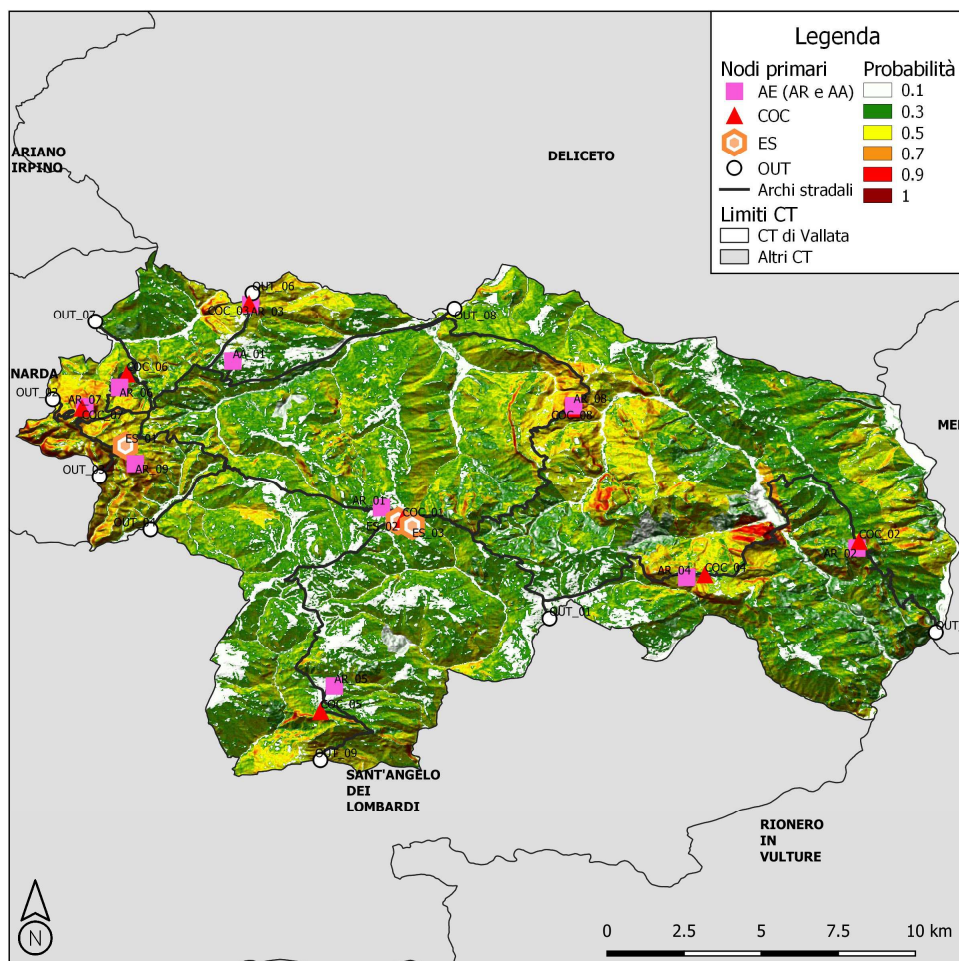 Legenda
Nodi primari
AE (AR e AA)
COC
ES
OUT
Archi stradali
Limiti CT
CT di Vallata
Altri CT
Probabilità
0.1
0.3
0.5
0.7
0.9
1
ARIANO
IRPINO
DELICETO
OUT_06
COC_03
AR_03
OUT_07
OUT_08
AA_01
COC_06
NARDA
AR_06
OUT_02
AR_07
COC_07
AR_08
COC_08
ES_01
MEL
OUT_03
AR_09
AR_01
COC_01
OUT_04
ES_02
ES_03
COC_02
AR_02
AR_04
COC_04
OUT_01
OUT_
AR_05
COC_05
OUT_09
SANT'ANGELO
DEI
LOMBARDI
RIONERO
IN
VULTURE
N
0
2.5
5
7.5
10 km